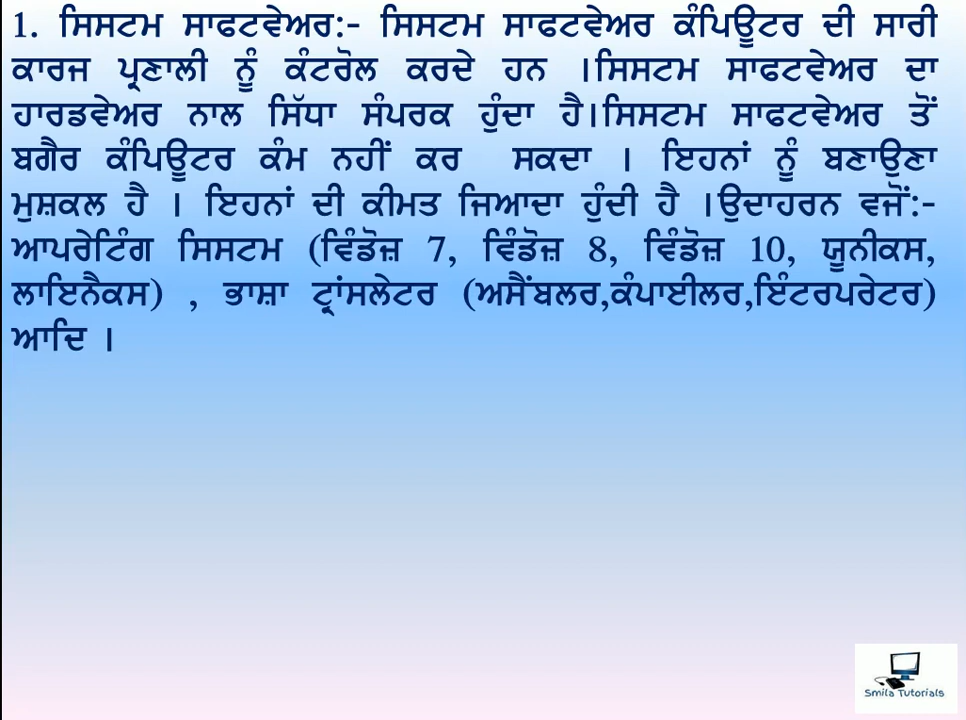 1. ਸਿਸਟਮ ਸਾਫਟਵੇਅਰ:- ਸਿਸਟਮ ਸਾਫਟਵੇਅਰ ਕੰਪਿਊਟਰ ਦੀ ਸਾਰੀ
ਕਾਰਜ ਪ੍ਰਣਾਲੀ ਨੂੰ ਕੰਟਰੋਲ ਕਰਦੇ ਹਨ ।ਸਿਸਟਮ ਸਾਫਟਵੇਅਰ ਦਾ
ਹਾਰਡਵੇਅਰ ਨਾਲ ਸਿੱਧਾ ਸੰਪਰਕ ਹੁੰਦਾ ਹੈ।ਸਿਸਟਮ ਸਾਫਟਵੇਅਰ ਤੋਂ
ਬਗੈਰ ਕੰਪਿਊਟਰ ਕੰਮ ਨਹੀਂ ਕਰ ਸਕਦਾ । ਇਹਨਾਂ ਨੂੰ ਬਣਾਉਣਾ
ਮੁਸ਼ਕਲ ਹੈ । ਇਹਨਾਂ ਦੀ ਕੀਮਤ ਜਿਆਦਾ ਹੁੰਦੀ ਹੈ ।ਉਦਾਹਰਨ ਵਜੋਂ:-
ਆਪਰੇਟਿੰਗ ਸਿਸਟਮ (ਵਿੰਡੋਜ਼ 7, ਵਿੰਡੋਜ਼ 8, ਵਿੰਡੋਜ਼ 10, ਯੂਨੀਕਸ,
ਲਾਇਨੈਕਸ) , ਭਾਸ਼ਾ ਟ੍ਰਾਂਸਲੇਟਰ (ਅਸੈਂਬਲਰ,ਕੰਪਾਈਲਰ,ਇੰਟਰਪਰੇਟਰ)
ਆਦਿ ।
Smila Tutorials